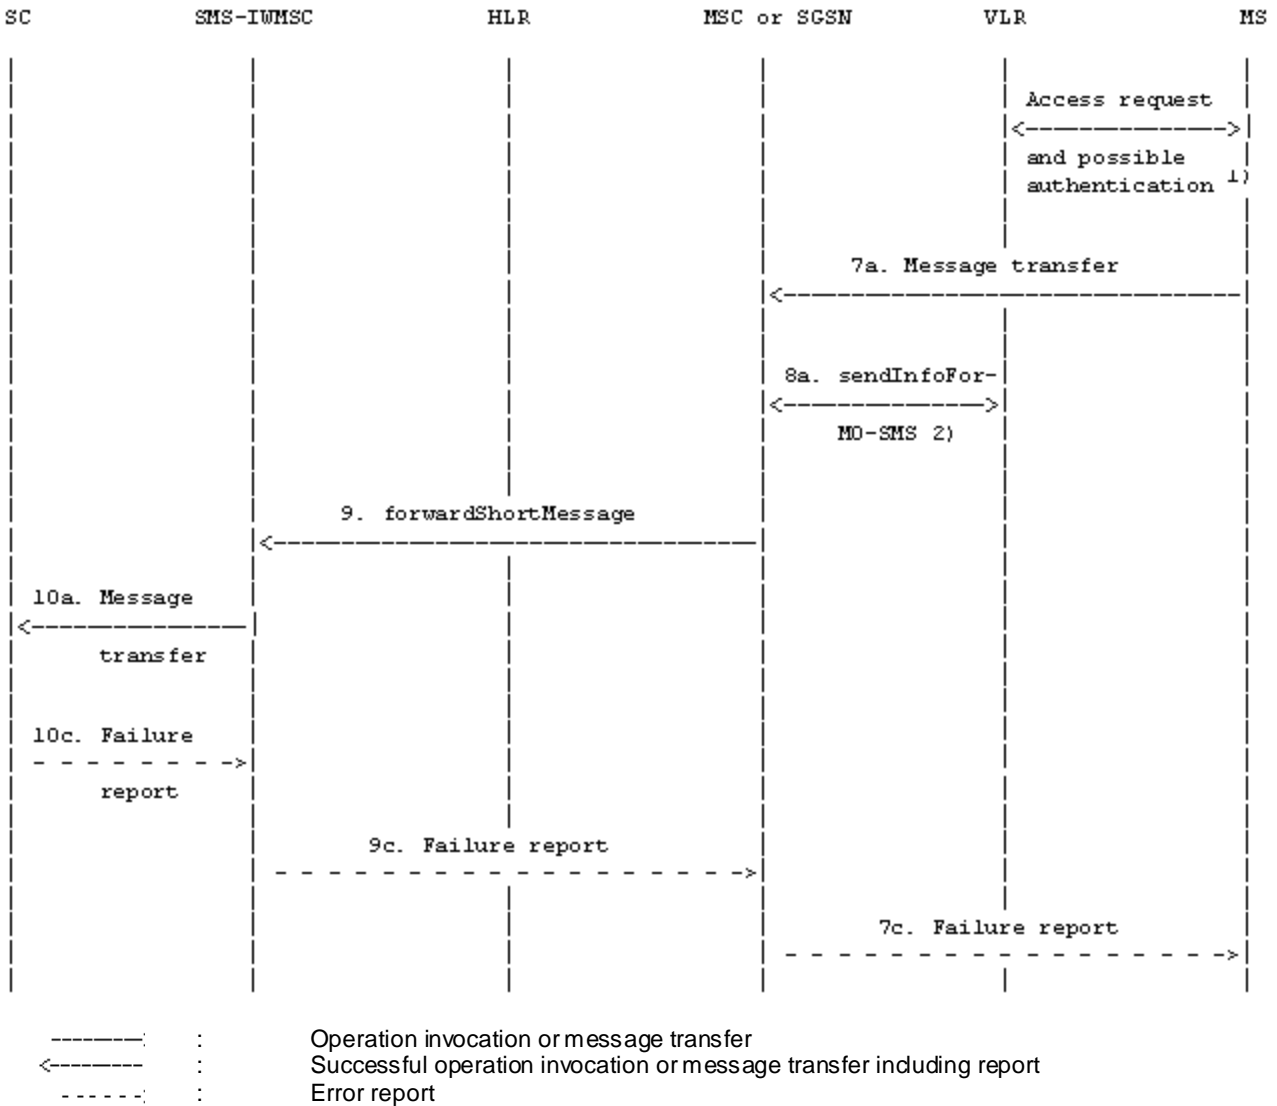 SC SMS-IWMSC HLR MSC or SGSN VLR MS
Access request
and possible
authentication 1)
7a. Message transfer
8a. sendInfoFor-
MO-SMS 2)
9. forwardShortMessage
10a. Message
transfer
10c. Failure
report
9c. Failure report
7c. Failure report
: Operation invocation or message transfer
: Successful operation invocation or message transfer including report
: Error report